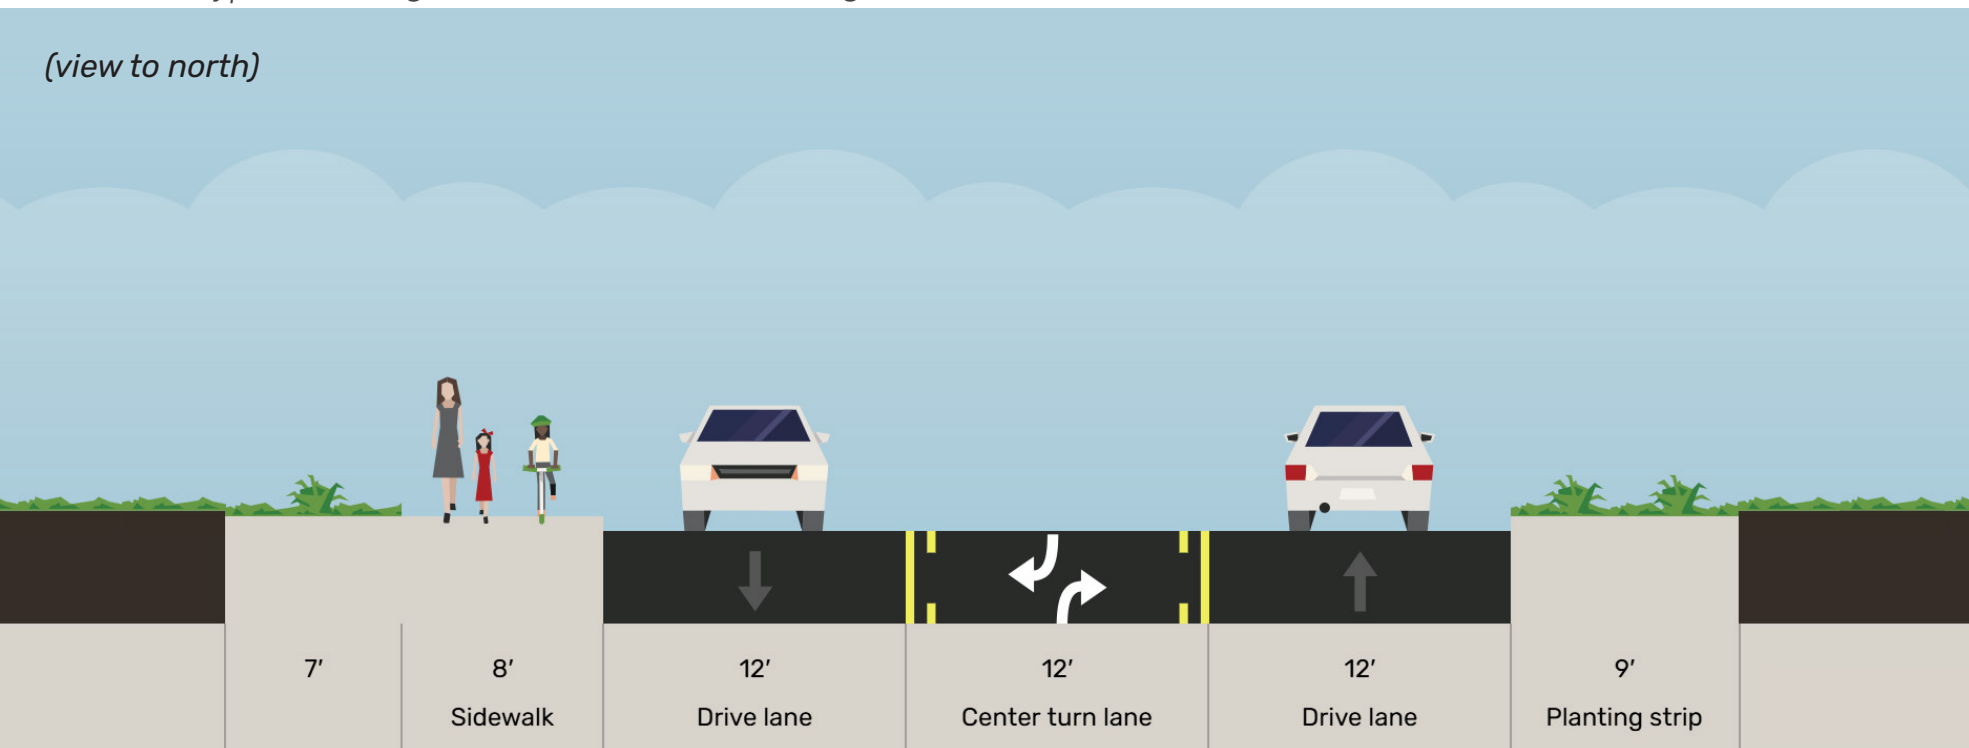 (view to north)
7′ 8′ 12′ 12′ 12′ 9′
Sidewalk Drive lane Center turn lane Drive lane Planting strip